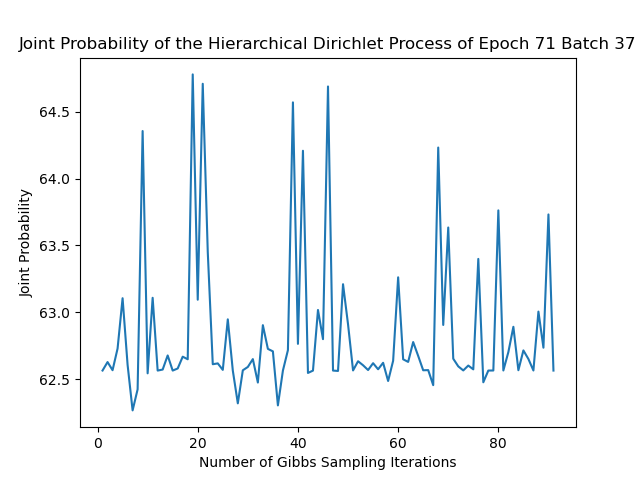 Joint Probability of the Hierarchical Dirichlet Process of Epoch 71 Batch 37
64.5
64.0
63.5
63.0
62.5
Joint Probability
0 20 40 60 80
Number of Gibbs Sampling Iterations